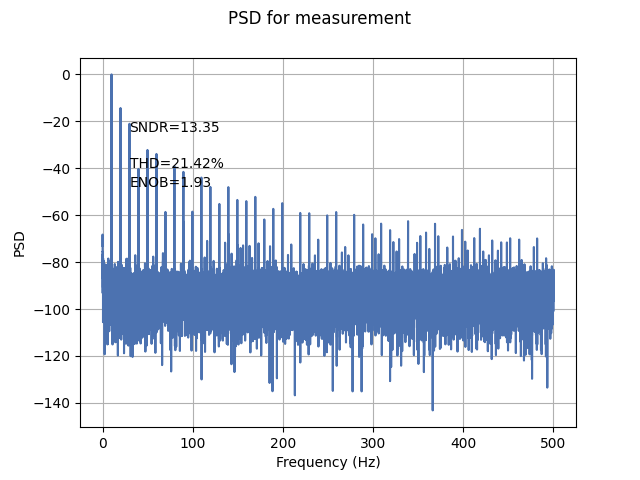 PSD for measurement
0
−20
−40
−60
−80
−100
−120
−140
PSD
SNDR=13.35
THD=21.42%
ENOB=1.93
0 100 200 300 400 500
Frequency (Hz)